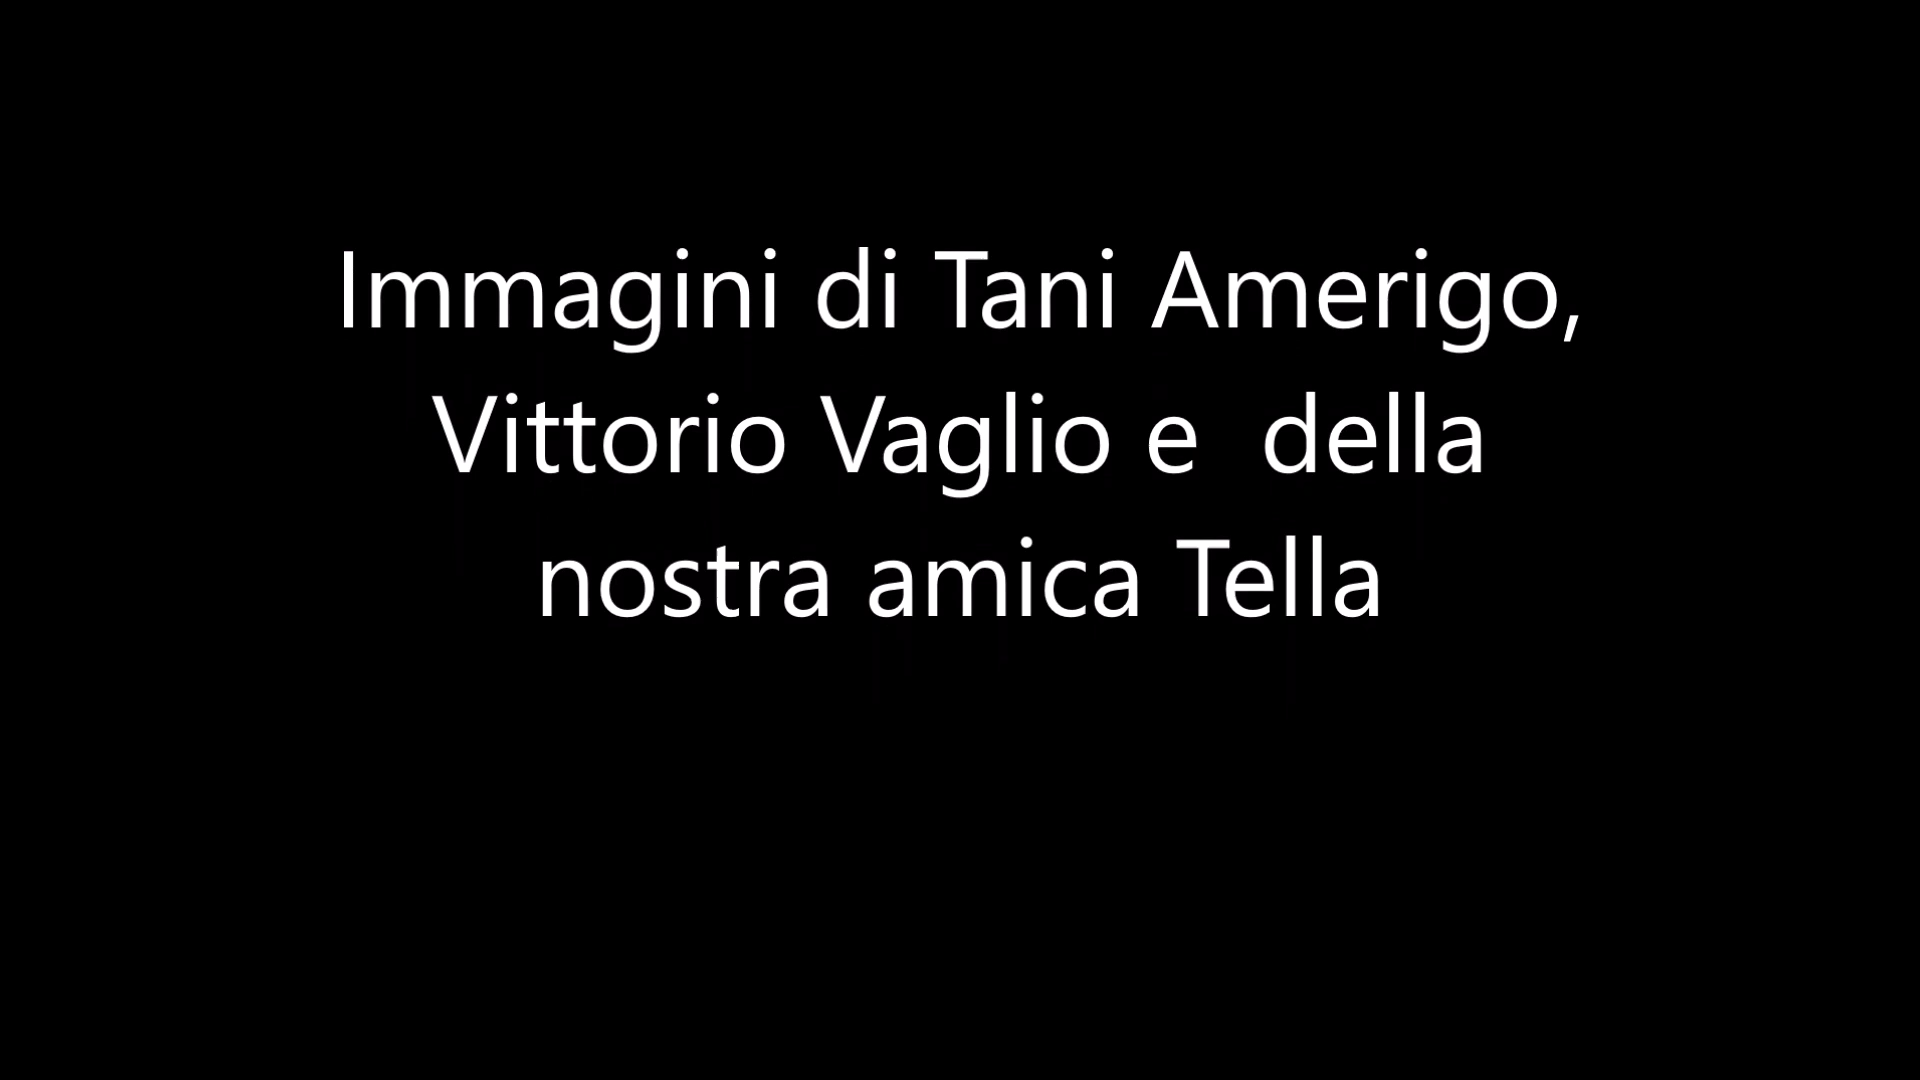 Immagini di Tani Amerigo,
Vittorio Vaglio e  della
nostra amica Tella